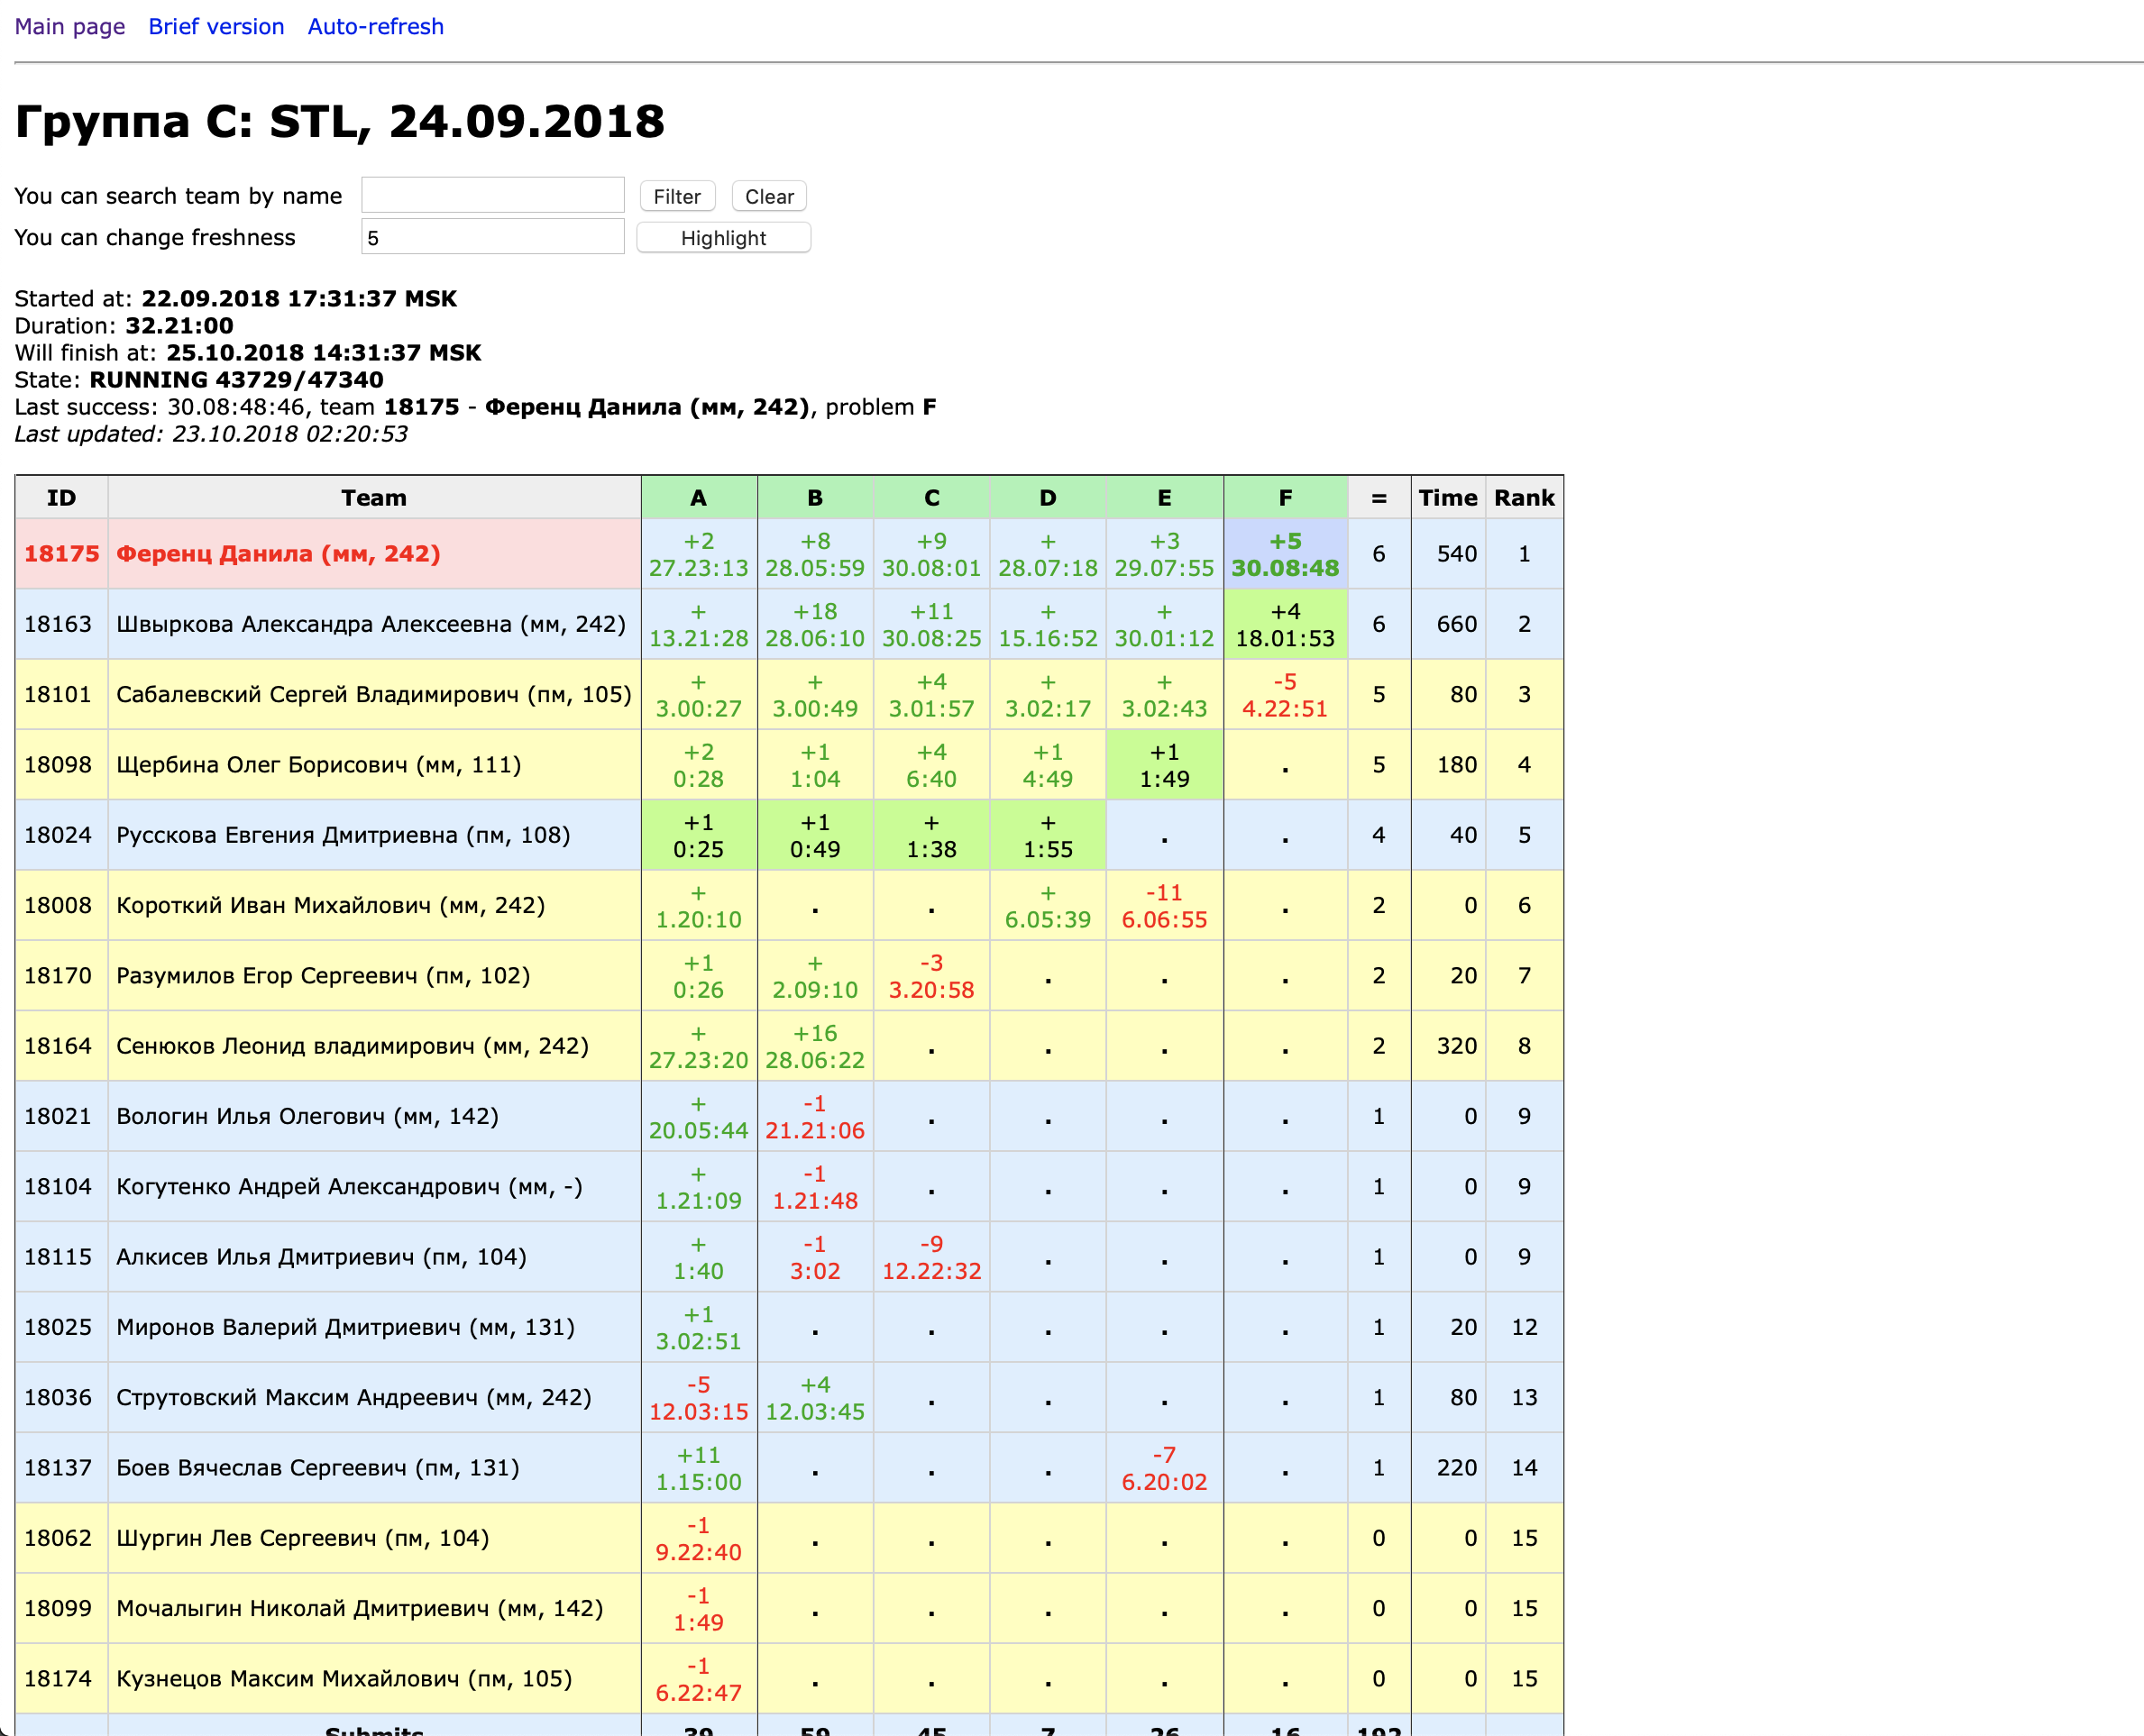 Main page Brief version Auto-refresh
Группа C: STL, 24.09.2018
You can search team by name Filter Clear
You can change freshness 5 Highlight
Started at: 22.09.2018 17:31:37 MSK
Duration: 32.21:00
Will finish at: 25.10.2018 14:31:37 MSK
State: RUNNING 43729/47340
Last success: 30.08:48:46, team 18175 - Ференц Данила (мм, 242), problem F
Last updated: 23.10.2018 02:20:53
ID Team A B C D E F = Time Rank
+2 +8 +9 + +3 +5
18175 Ференц Данила (мм, 242) 6 540 1
27.23:13 28.05:59 30.08:01 28.07:18 29.07:55 30.08:48
+ +18 +11 + + +4
18163 Швыркова Александра Алексеевна (мм, 242) 6 660 2
13.21:28 28.06:10 30.08:25 15.16:52 30.01:12 18.01:53
+ + +4 + + -5
18101 Сабалевский Сергей Владимирович (пм, 105) 5 80 3
3.00:27 3.00:49 3.01:57 3.02:17 3.02:43 4.22:51
+2 +1 +4 +1 +1
18098 Щербина Олег Борисович (мм, 111) . 5 180 4
0:28 1:04 6:40 4:49 1:49
+1 +1 + +
18024 Русскова Евгения Дмитриевна (пм, 108) . . 4 40 5
0:25 0:49 1:38 1:55
+ + -11
18008 Короткий Иван Михайлович (мм, 242) . . . 2 0 6
1.20:10 6.05:39 6.06:55
+1 + -3
18170 Разумилов Егор Сергеевич (пм, 102) . . . 2 20 7
0:26 2.09:10 3.20:58
+ +16
18164 Сенюков Леонид владимирович (мм, 242) . . . . 2 320 8
27.23:20 28.06:22
+ -1
18021 Вологин Илья Олегович (мм, 142) . . . . 1 0 9
20.05:44 21.21:06
+ -1
18104 Когутенко Андрей Александрович (мм, -) . . . . 1 0 9
1.21:09 1.21:48
+ -1 -9
18115 Алкисев Илья Дмитриевич (пм, 104) . . . 1 0 9
1:40 3:02 12.22:32
+1
18025 Миронов Валерий Дмитриевич (мм, 131) . . . . . 1 20 12
3.02:51
-5 +4
18036 Струтовский Максим Андреевич (мм, 242) . . . . 1 80 13
12.03:15 12.03:45
+11 -7
18137 Боев Вячеслав Сергеевич (пм, 131) . . . . 1 220 14
1.15:00 6.20:02
-1
18062 Шургин Лев Сергеевич (пм, 104) . . . . . 0 0 15
9.22:40
-1
18099 Мочалыгин Николай Дмитриевич (мм, 142) . . . . . 0 0 15
1:49
-1
18174 Кузнецов Максим Михайлович (пм, 105) . . . . . 0 0 15
6.22:47
Submits 39 59 45 7 26 16 192